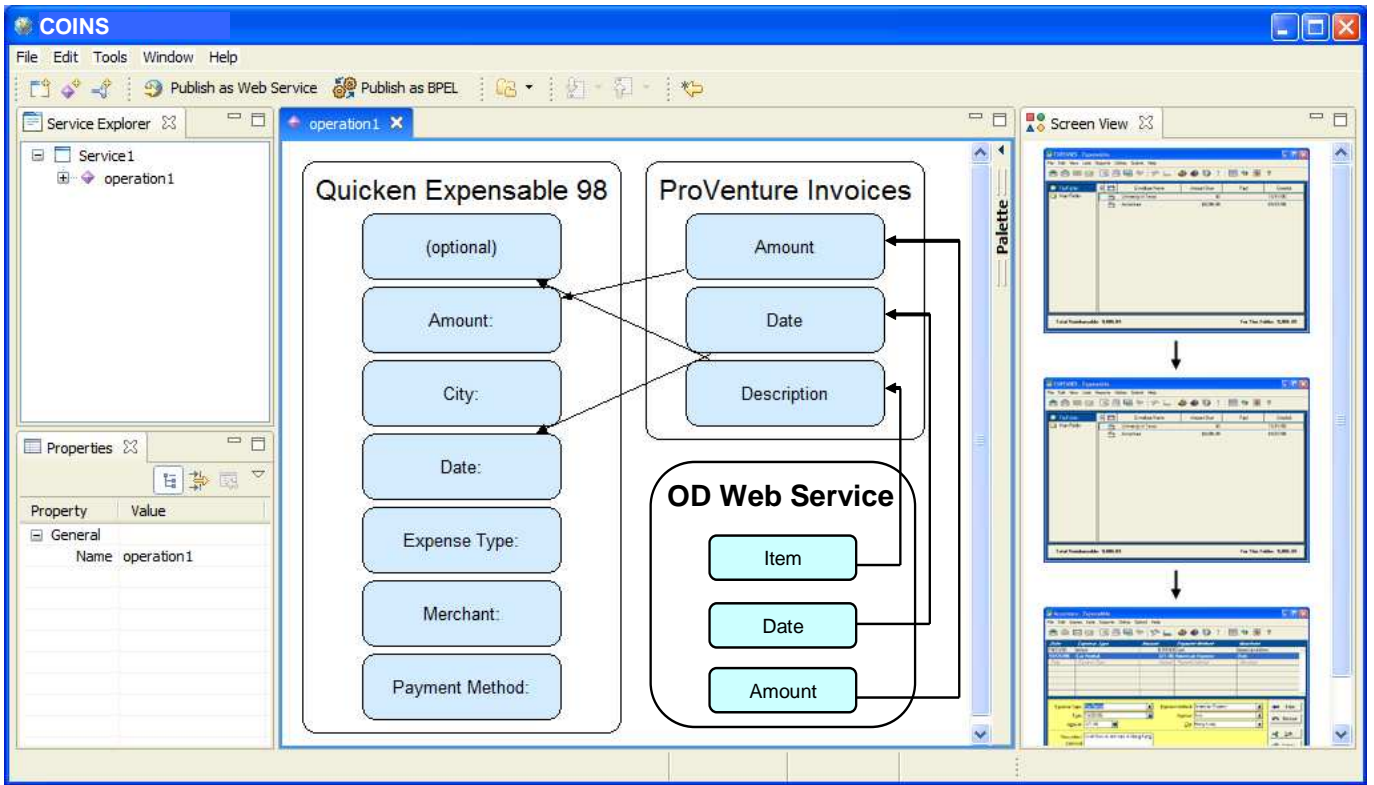 COINS
File Edit Tools Window Help
Publish as Web Service Publish as BPEL
Service Explorer
Service1
operation1
Properties
Property Value
General
Name operation1
operation1
Quicken Expensable 98
(optional)
Amount:
City:
Date:
Expense Type:
Merchant:
Payment Method:
ProVenture Invoices
Amount
Date
Description
OD Web Service
Item
Date
Amount
Palette
Screen View